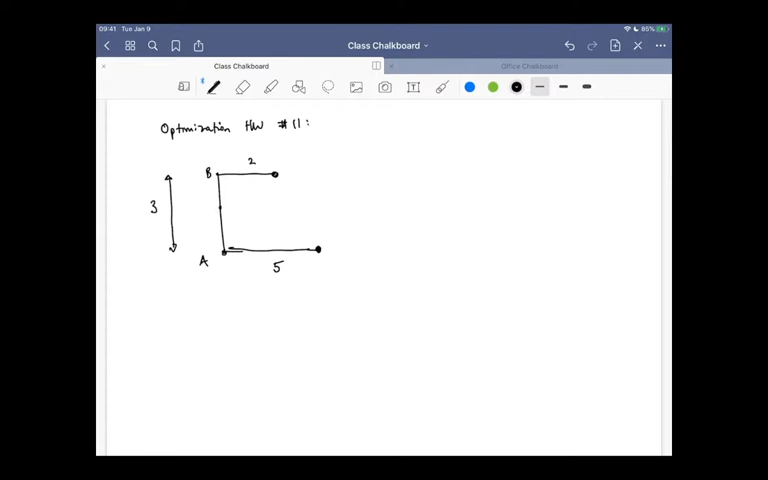 09:41 Tue Jan 9
85%
Class Chalkboard
Class Chalkboard
Office Chalkboard
Optimization HW #11:
2
B
3
A
5